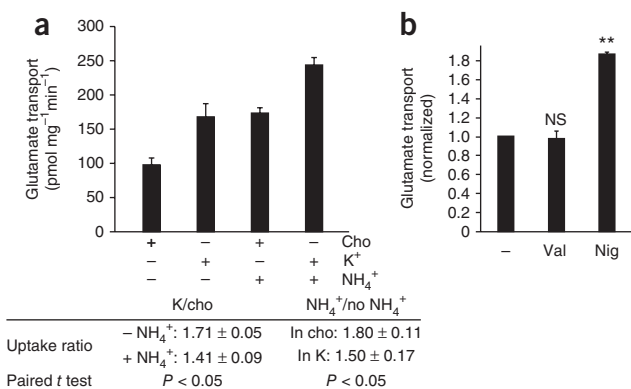 a
Glutamate transport
(pmol mg⁻¹min⁻¹)
300
250
200
150
100
50
0
+ − + − Cho
− + − + K⁺
− − + + NH₄⁺
K/cho NH₄⁺/no NH₄⁺
Uptake ratio
− NH₄⁺: 1.71 ± 0.05 In cho: 1.80 ± 0.11
+ NH₄⁺: 1.41 ± 0.09 In K: 1.50 ± 0.17
Paired t test P < 0.05 P < 0.05
b
Glutamate transport
(normalized)
1.8
1.6
1.4
1.2
1.0
0.8
0.6
0.4
0.2
0
NS
**
− Val Nig